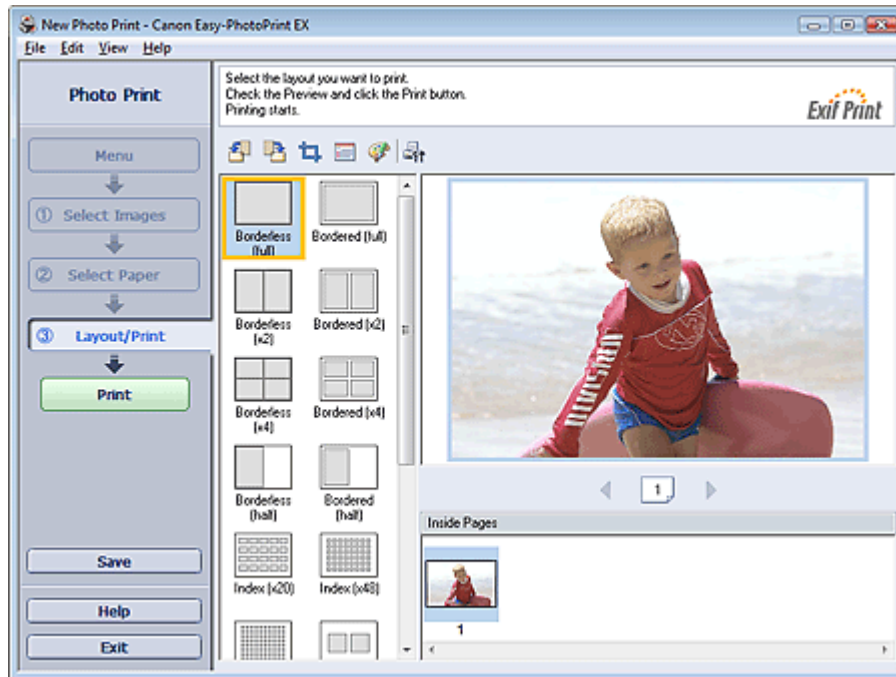 New Photo Print - Canon Easy-PhotoPrint EX
File Edit View Help
Photo Print
Select the layout you want to print.
Check the Preview and click the Print button.
Printing starts.
Exif Print
Menu
① Select Images
② Select Paper
③ Layout/Print
Print
Save
Help
Exit
Borderless
(full)
Bordered (full)
Borderless
(x2)
Bordered (x2)
Borderless
(x4)
Bordered (x4)
Borderless
(half)
Bordered
(half)
Index (x20)
Index (x48)
1
Inside Pages
1